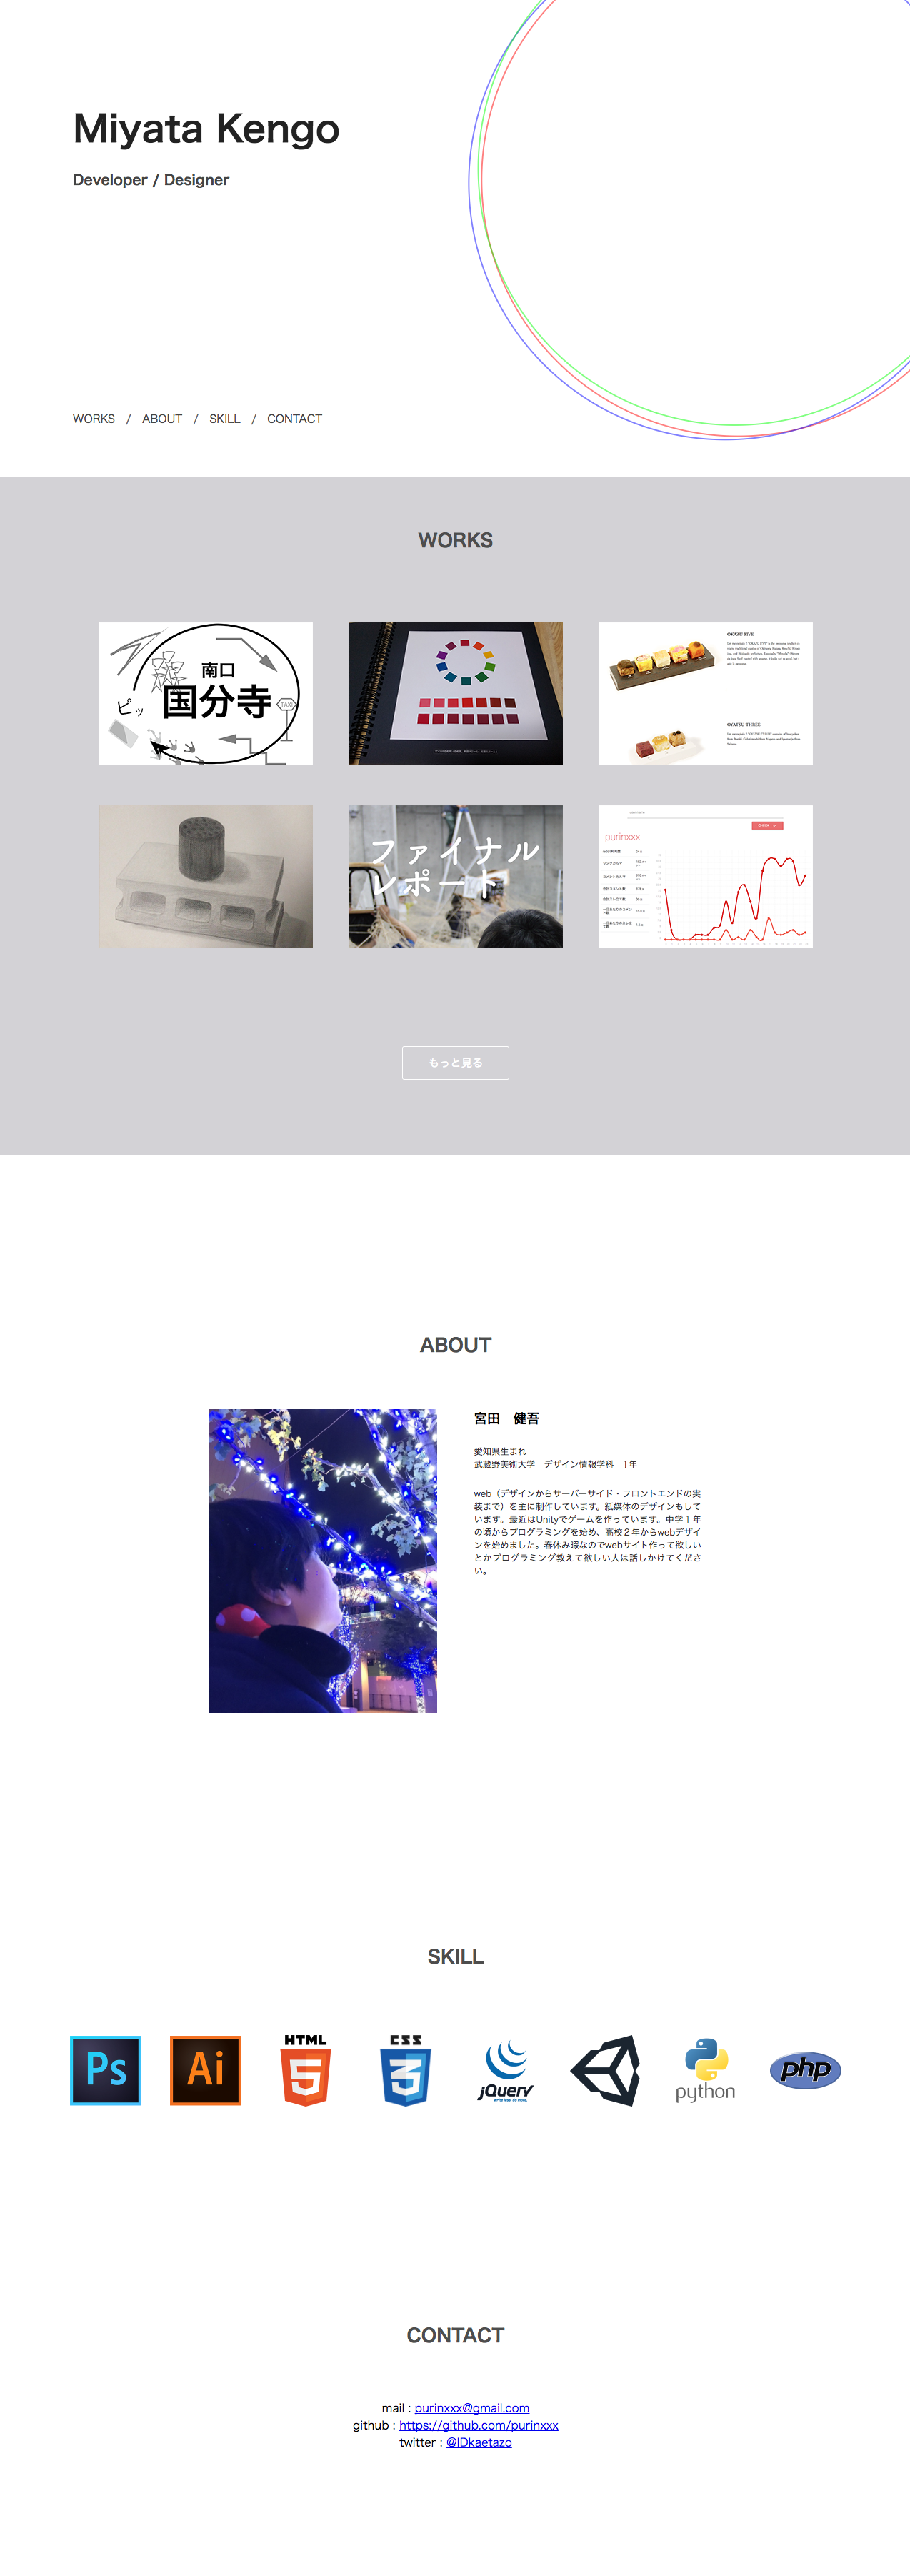 Miyata Kengo
Developer / Designer
WORKS / ABOUT / SKILL / CONTACT
WORKS
南口
国分寺
ピッ
TAXI
OKAZU FIVE
OYATSU THREE
ファイナル
レポート
purinxxx
もっと見る
ABOUT
宮田　健吾
愛知県生まれ
武蔵野美術大学　デザイン情報学科　1年
web（デザインからサーバーサイド・フロントエンドの実
装まで）を主に制作しています。紙媒体のデザインもして
います。最近はUnityでゲームを作っています。中学１年
の頃からプログラミングを始め、高校２年からwebデザイ
ンを始めました。春休み暇なのでwebサイト作って欲しい
とかプログラミング教えて欲しい人は話しかけてくださ
い。
SKILL
Ps
Ai
HTML
5
CSS
3
jQuery
write less, do more.
python
php
CONTACT
mail : purinxxx@gmail.com
github : https://github.com/purinxxx
twitter : @IDkaetazo